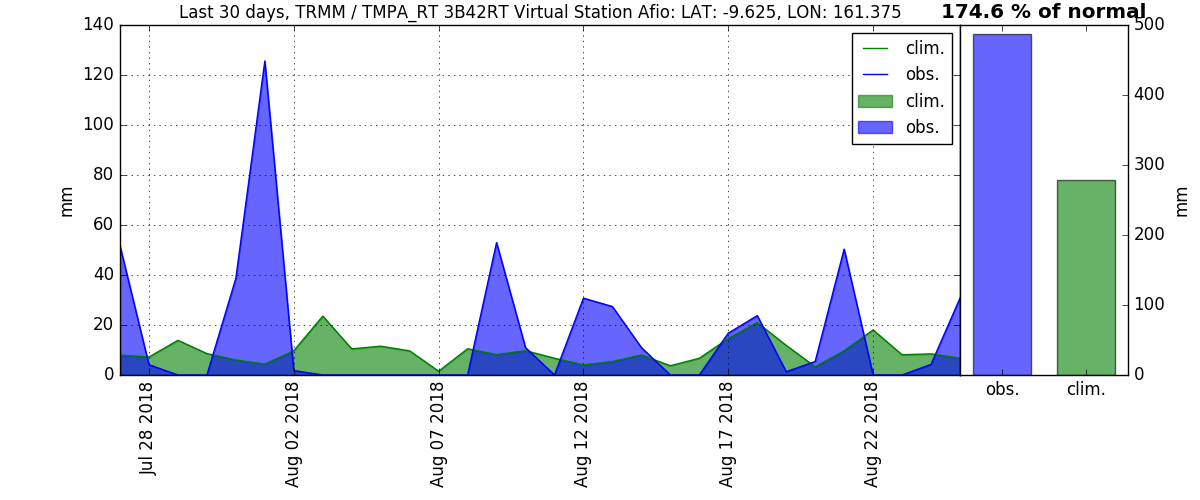 Last 30 days, TRMM / TMPA_RT 3B42RT Virtual Station Afio: LAT: -9.625, LON: 161.375
174.6 % of normal
mm
140
120
100
80
60
40
20
0
clim.
obs.
clim.
obs.
Jul 28 2018
Aug 02 2018
Aug 07 2018
Aug 12 2018
Aug 17 2018
Aug 22 2018
500
400
300
200
100
0
mm
obs.
clim.